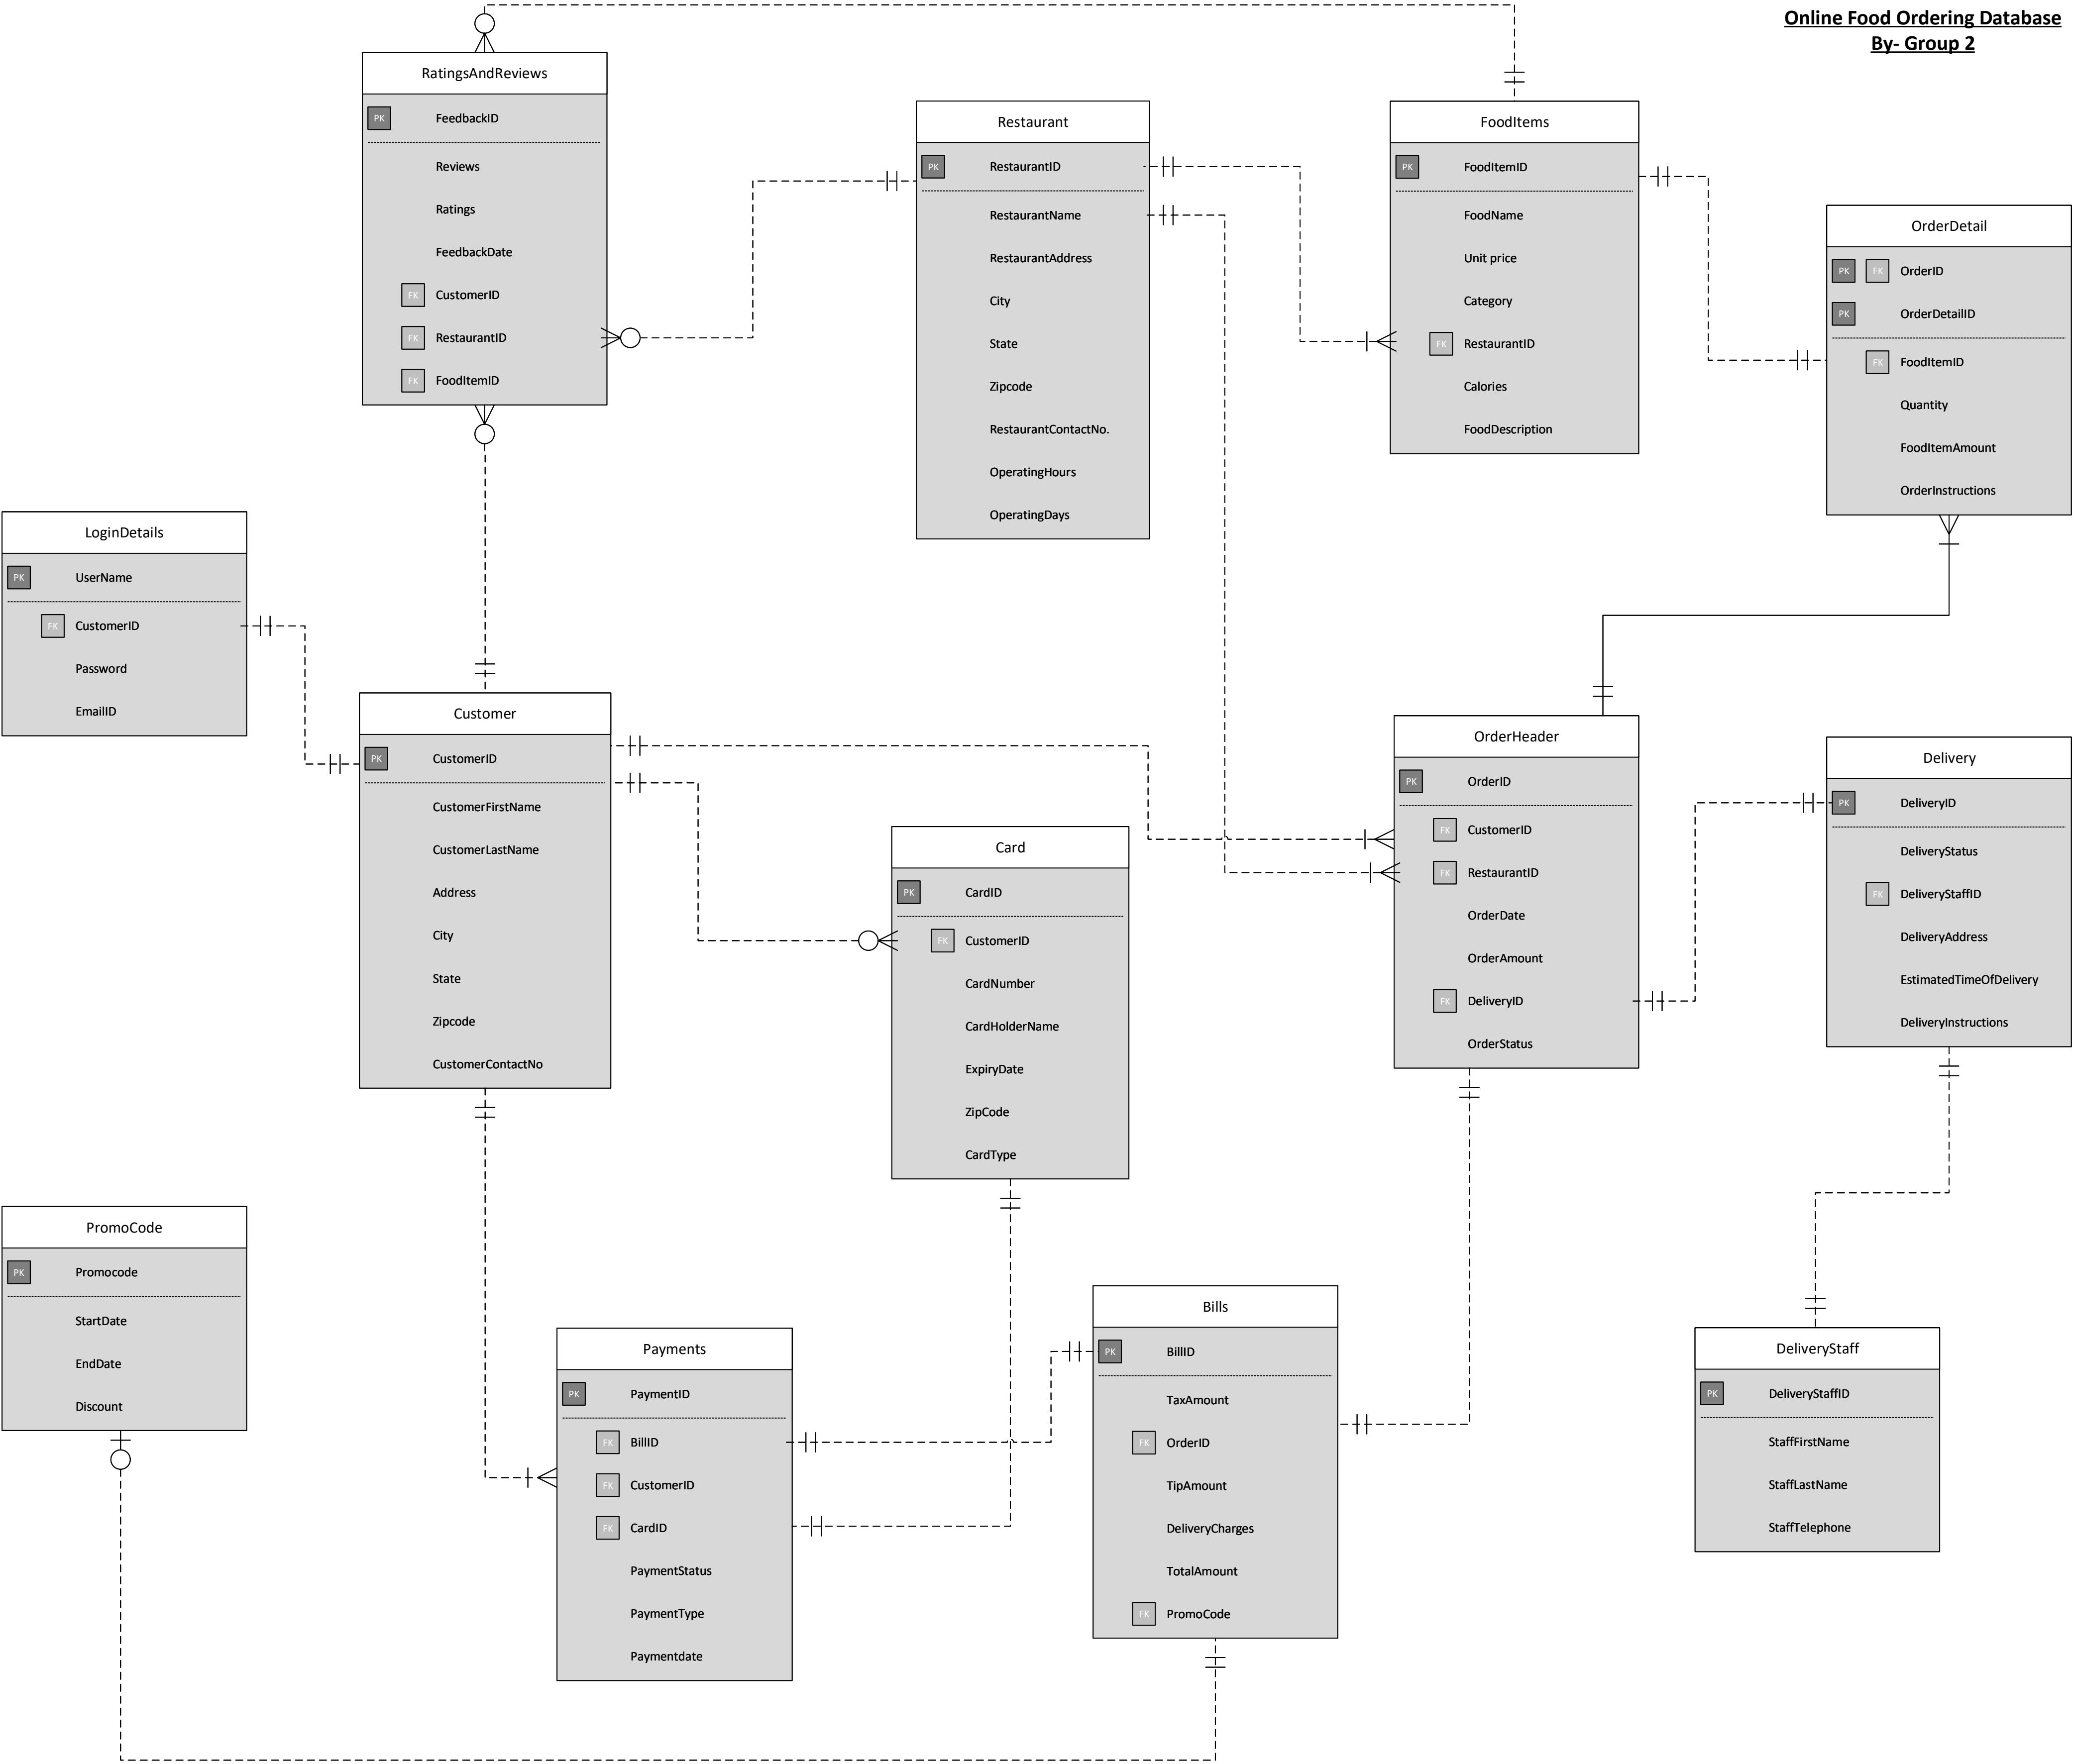 Online Food Ordering Database
By- Group 2
RatingsAndReviews
PK FeedbackID
Reviews
Ratings
FeedbackDate
FK CustomerID
FK RestaurantID
FK FoodItemID
Restaurant
PK RestaurantID
RestaurantName
RestaurantAddress
City
State
Zipcode
RestaurantContactNo.
OperatingHours
OperatingDays
FoodItems
PK FoodItemID
FoodName
Unit price
Category
FK RestaurantID
Calories
FoodDescription
OrderDetail
PK FK OrderID
PK OrderDetailID
FK FoodItemID
Quantity
FoodItemAmount
OrderInstructions
LoginDetails
PK UserName
FK CustomerID
Password
EmailID
Customer
PK CustomerID
CustomerFirstName
CustomerLastName
Address
City
State
Zipcode
CustomerContactNo
Card
PK CardID
FK CustomerID
CardNumber
CardHolderName
ExpiryDate
ZipCode
CardType
OrderHeader
PK OrderID
FK CustomerID
FK RestaurantID
OrderDate
OrderAmount
FK DeliveryID
OrderStatus
Delivery
PK DeliveryID
DeliveryStatus
FK DeliveryStaffID
DeliveryAddress
EstimatedTimeOfDelivery
DeliveryInstructions
PromoCode
PK Promocode
StartDate
EndDate
Discount
Payments
PK PaymentID
FK BillID
FK CustomerID
FK CardID
PaymentStatus
PaymentType
Paymentdate
Bills
PK BillID
TaxAmount
FK OrderID
TipAmount
DeliveryCharges
TotalAmount
FK PromoCode
DeliveryStaff
PK DeliveryStaffID
StaffFirstName
StaffLastName
StaffTelephone